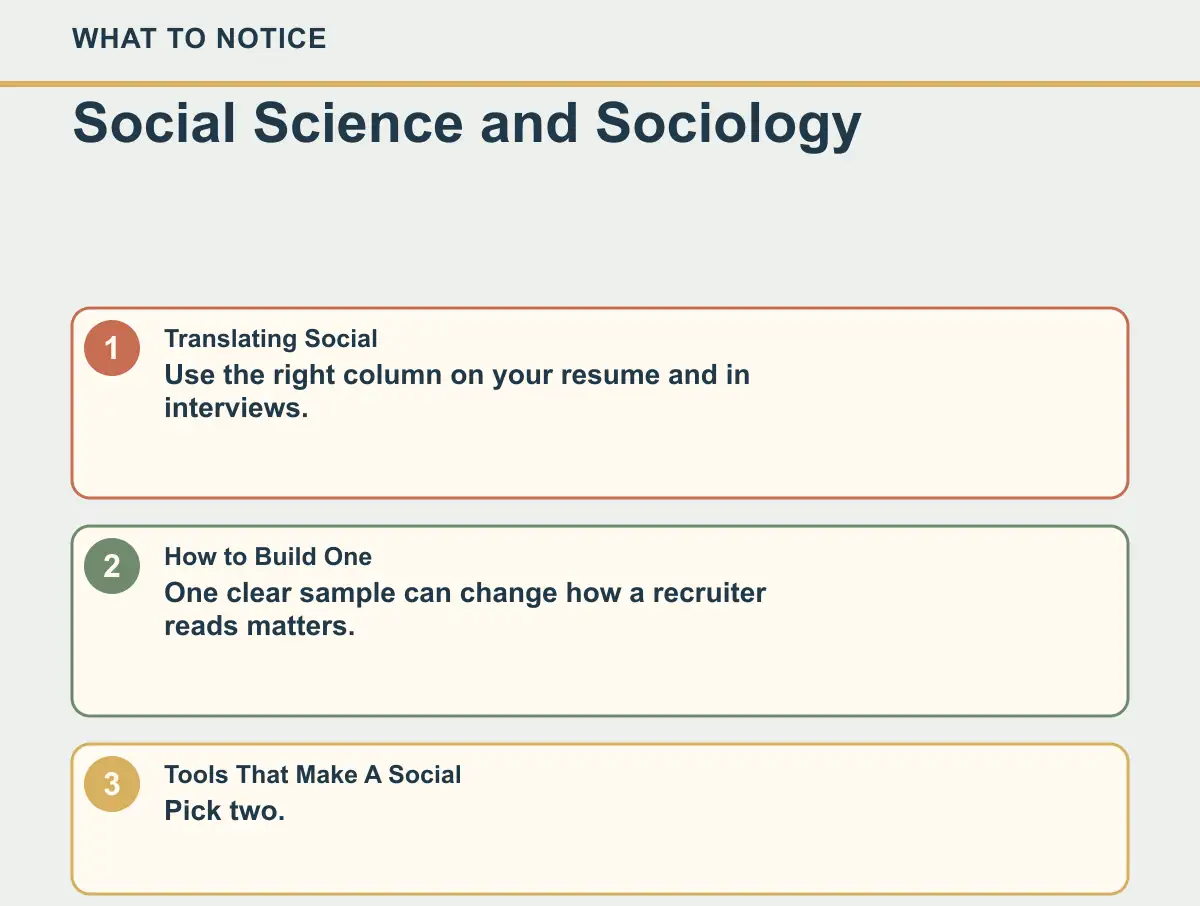 WHAT TO NOTICE
Social Science and Sociology
1
Translating Social
Use the right column on your resume and in
interviews.
2
How to Build One
One clear sample can change how a recruiter
reads matters.
3
Tools That Make A Social
Pick two.